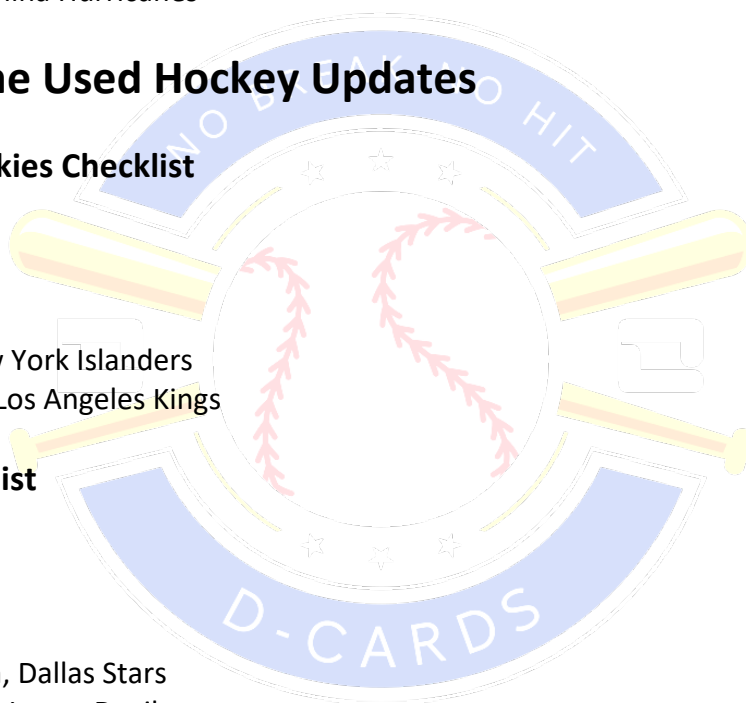 Hurricanes
ne Used Hockey Updates
NO BREAK NO HIT
kies Checklist
York Islanders
Los Angeles Kings
ist
D-CARDS
, Dallas Stars